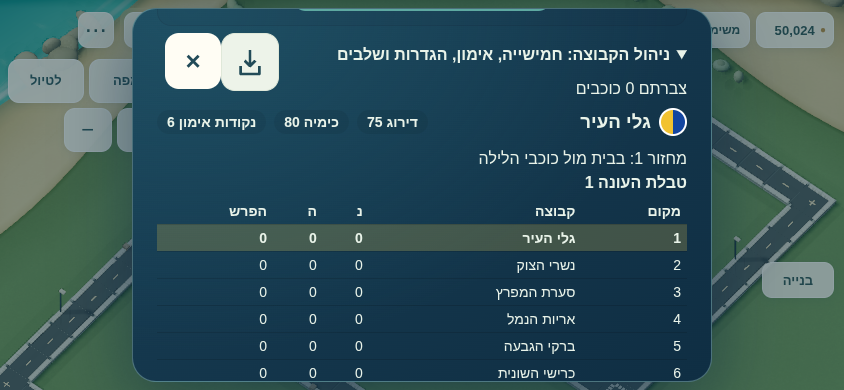 50,024
משימ
...
לטיול
מפה
–
בנייה
×
▼ ניהול הקבוצה: חמישייה, אימון, הגדרות ושלבים
צברתם 0 כוכבים
גלי העיר
דירוג 75
כימיה 80
נקודות אימון 6
מחזור 1: בבית מול כוכבי הלילה
טבלת העונה 1
מקום קבוצה נ ה הפרש
1 גלי העיר 0 0 0
2 נשרי הצוק 0 0 0
3 סערת המפרץ 0 0 0
4 אריות הנמל 0 0 0
5 ברקי הגבעה 0 0 0
6 כרישי השונית 0 0 0